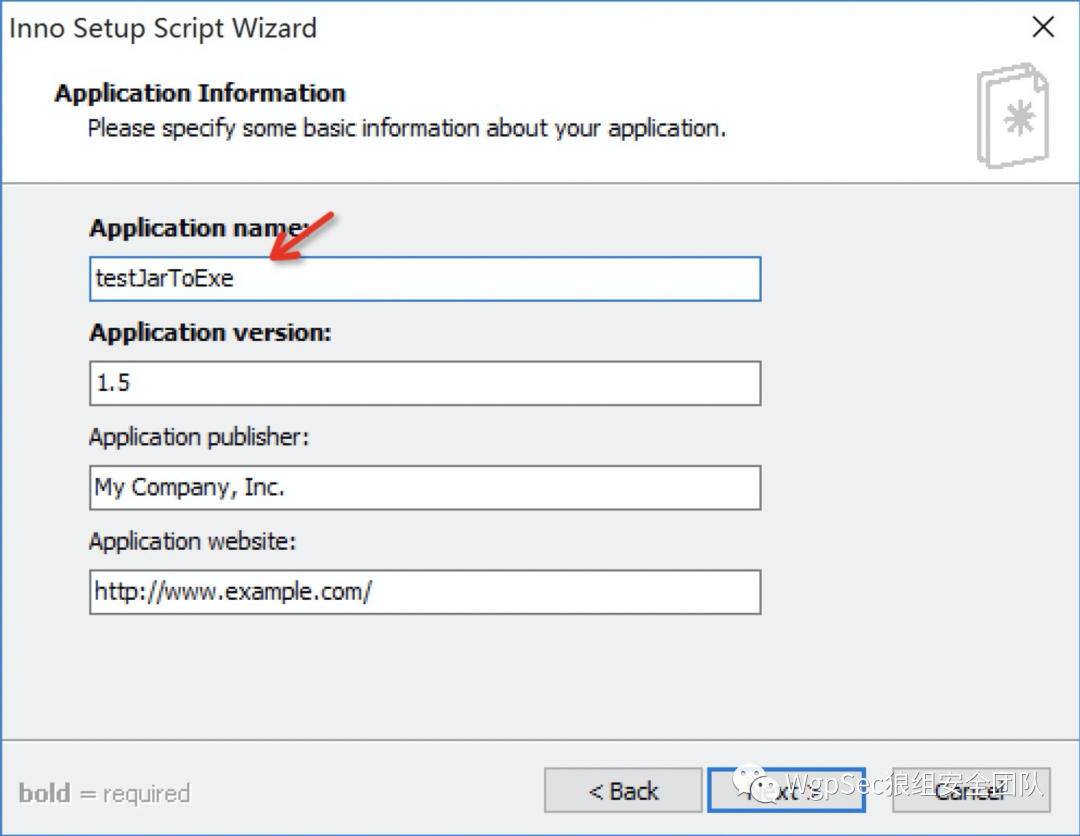 Inno Setup Script Wizard
Application Information
Please specify some basic information about your application.
Application name:
testJarToExe
Application version:
1.5
Application publisher:
My Company, Inc.
Application website:
http://www.example.com/
bold = required
< Back
Next >
Cancel
WgpSec狼组安全团队